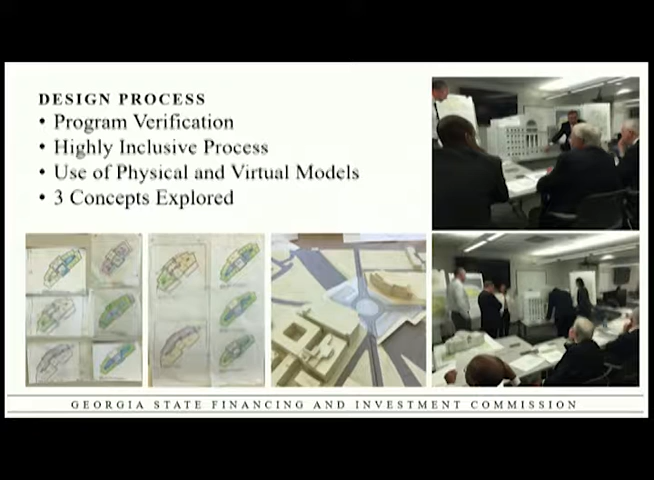 DESIGN PROCESS
• Program Verification
• Highly Inclusive Process
• Use of Physical and Virtual Models
• 3 Concepts Explored
GEORGIA STATE FINANCING AND INVESTMENT COMMISSION